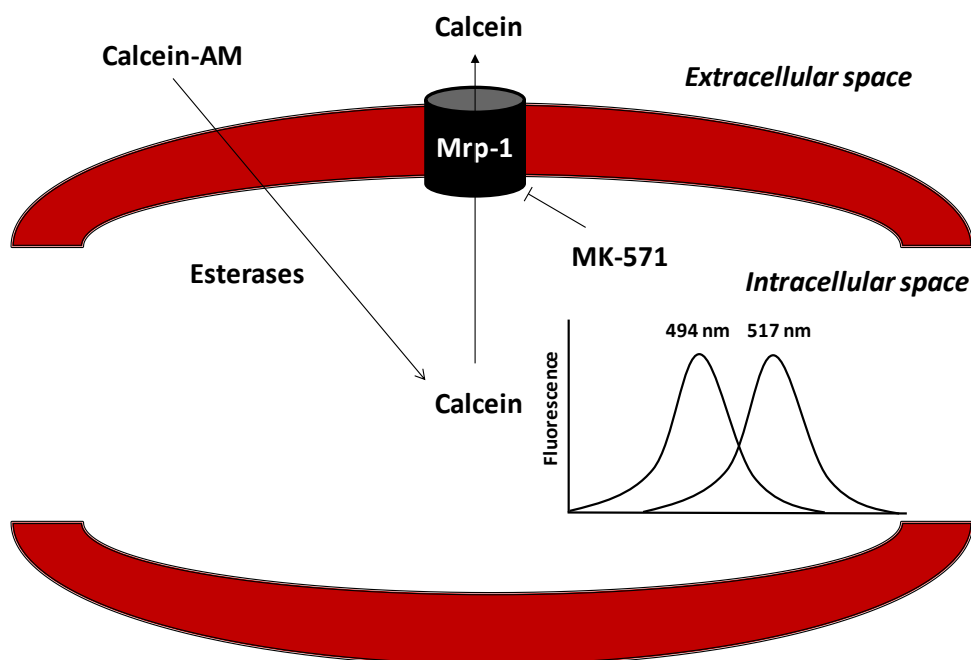 Calcein
Calcein-AM
Extracellular space
Mrp-1
MK-571
Esterases
Intracellular space
494 nm 517 nm
Calcein
Fluorescence